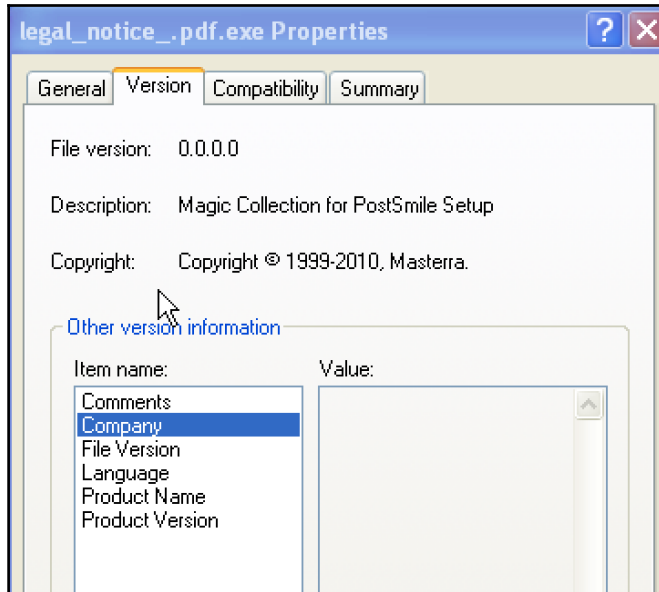 legal_notice_.pdf.exe Properties
General Version Compatibility Summary
File version: 0.0.0.0
Description: Magic Collection for PostSmile Setup
Copyright: Copyright © 1999-2010, Masterra.
Other version information
Item name: Value:
Comments
Company
File Version
Language
Product Name
Product Version